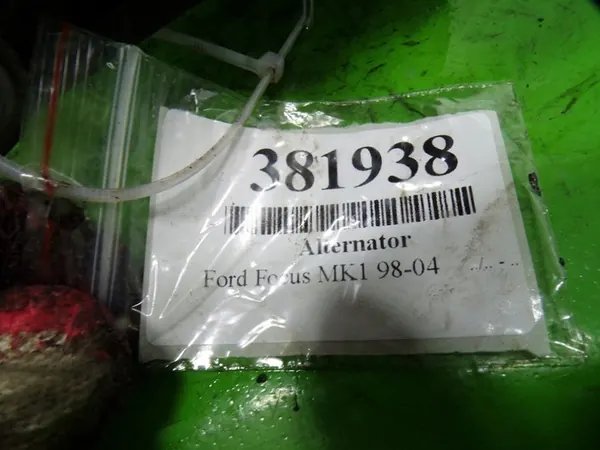 381938
Alternator
Ford Focus MK1 98-04 ../.. - ..